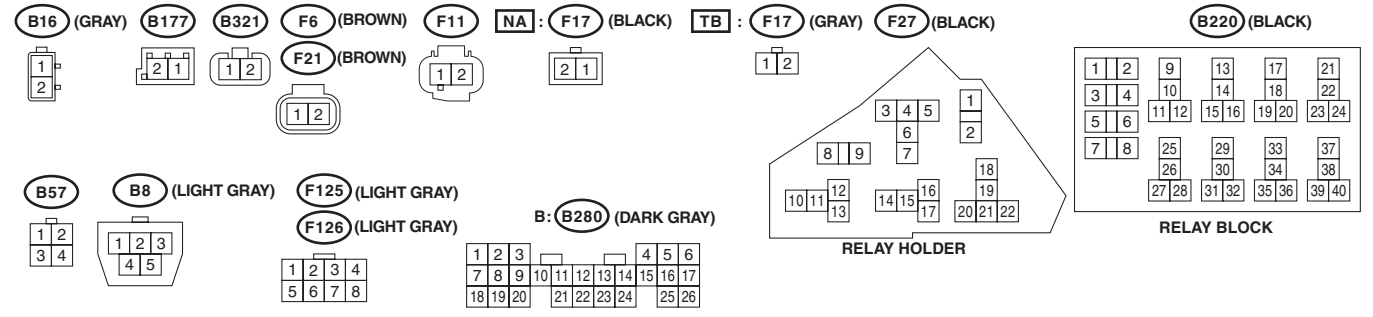 B16 (GRAY) B177 B321 F6 (BROWN) F11 NA : F17 (BLACK) TB : F17 (GRAY) F27 (BLACK) B220 (BLACK)
F21 (BROWN)
1
2
2 1
1 2
1 2
1 2
2 1
1 2
3 4 5
6
7
1
2
8 9
10 11 12
13
14 15 16
17
18
19
20 21 22
RELAY HOLDER
1 2
3 4
5 6
7 8
9
10
11 12
13
14
15 16
17
18
19 20
21
22
23 24
25
26
27 28
29
30
31 32
33
34
35 36
37
38
39 40
RELAY BLOCK
B57 B8 (LIGHT GRAY) F125 (LIGHT GRAY)
F126 (LIGHT GRAY)
B: B280 (DARK GRAY)
1 2
3 4
1 2 3
4 5
1 2 3 4
5 6 7 8
1 2 3 4 5 6
7 8 9 10 11 12 13 14 15 16 17
18 19 20 21 22 23 24 25 26